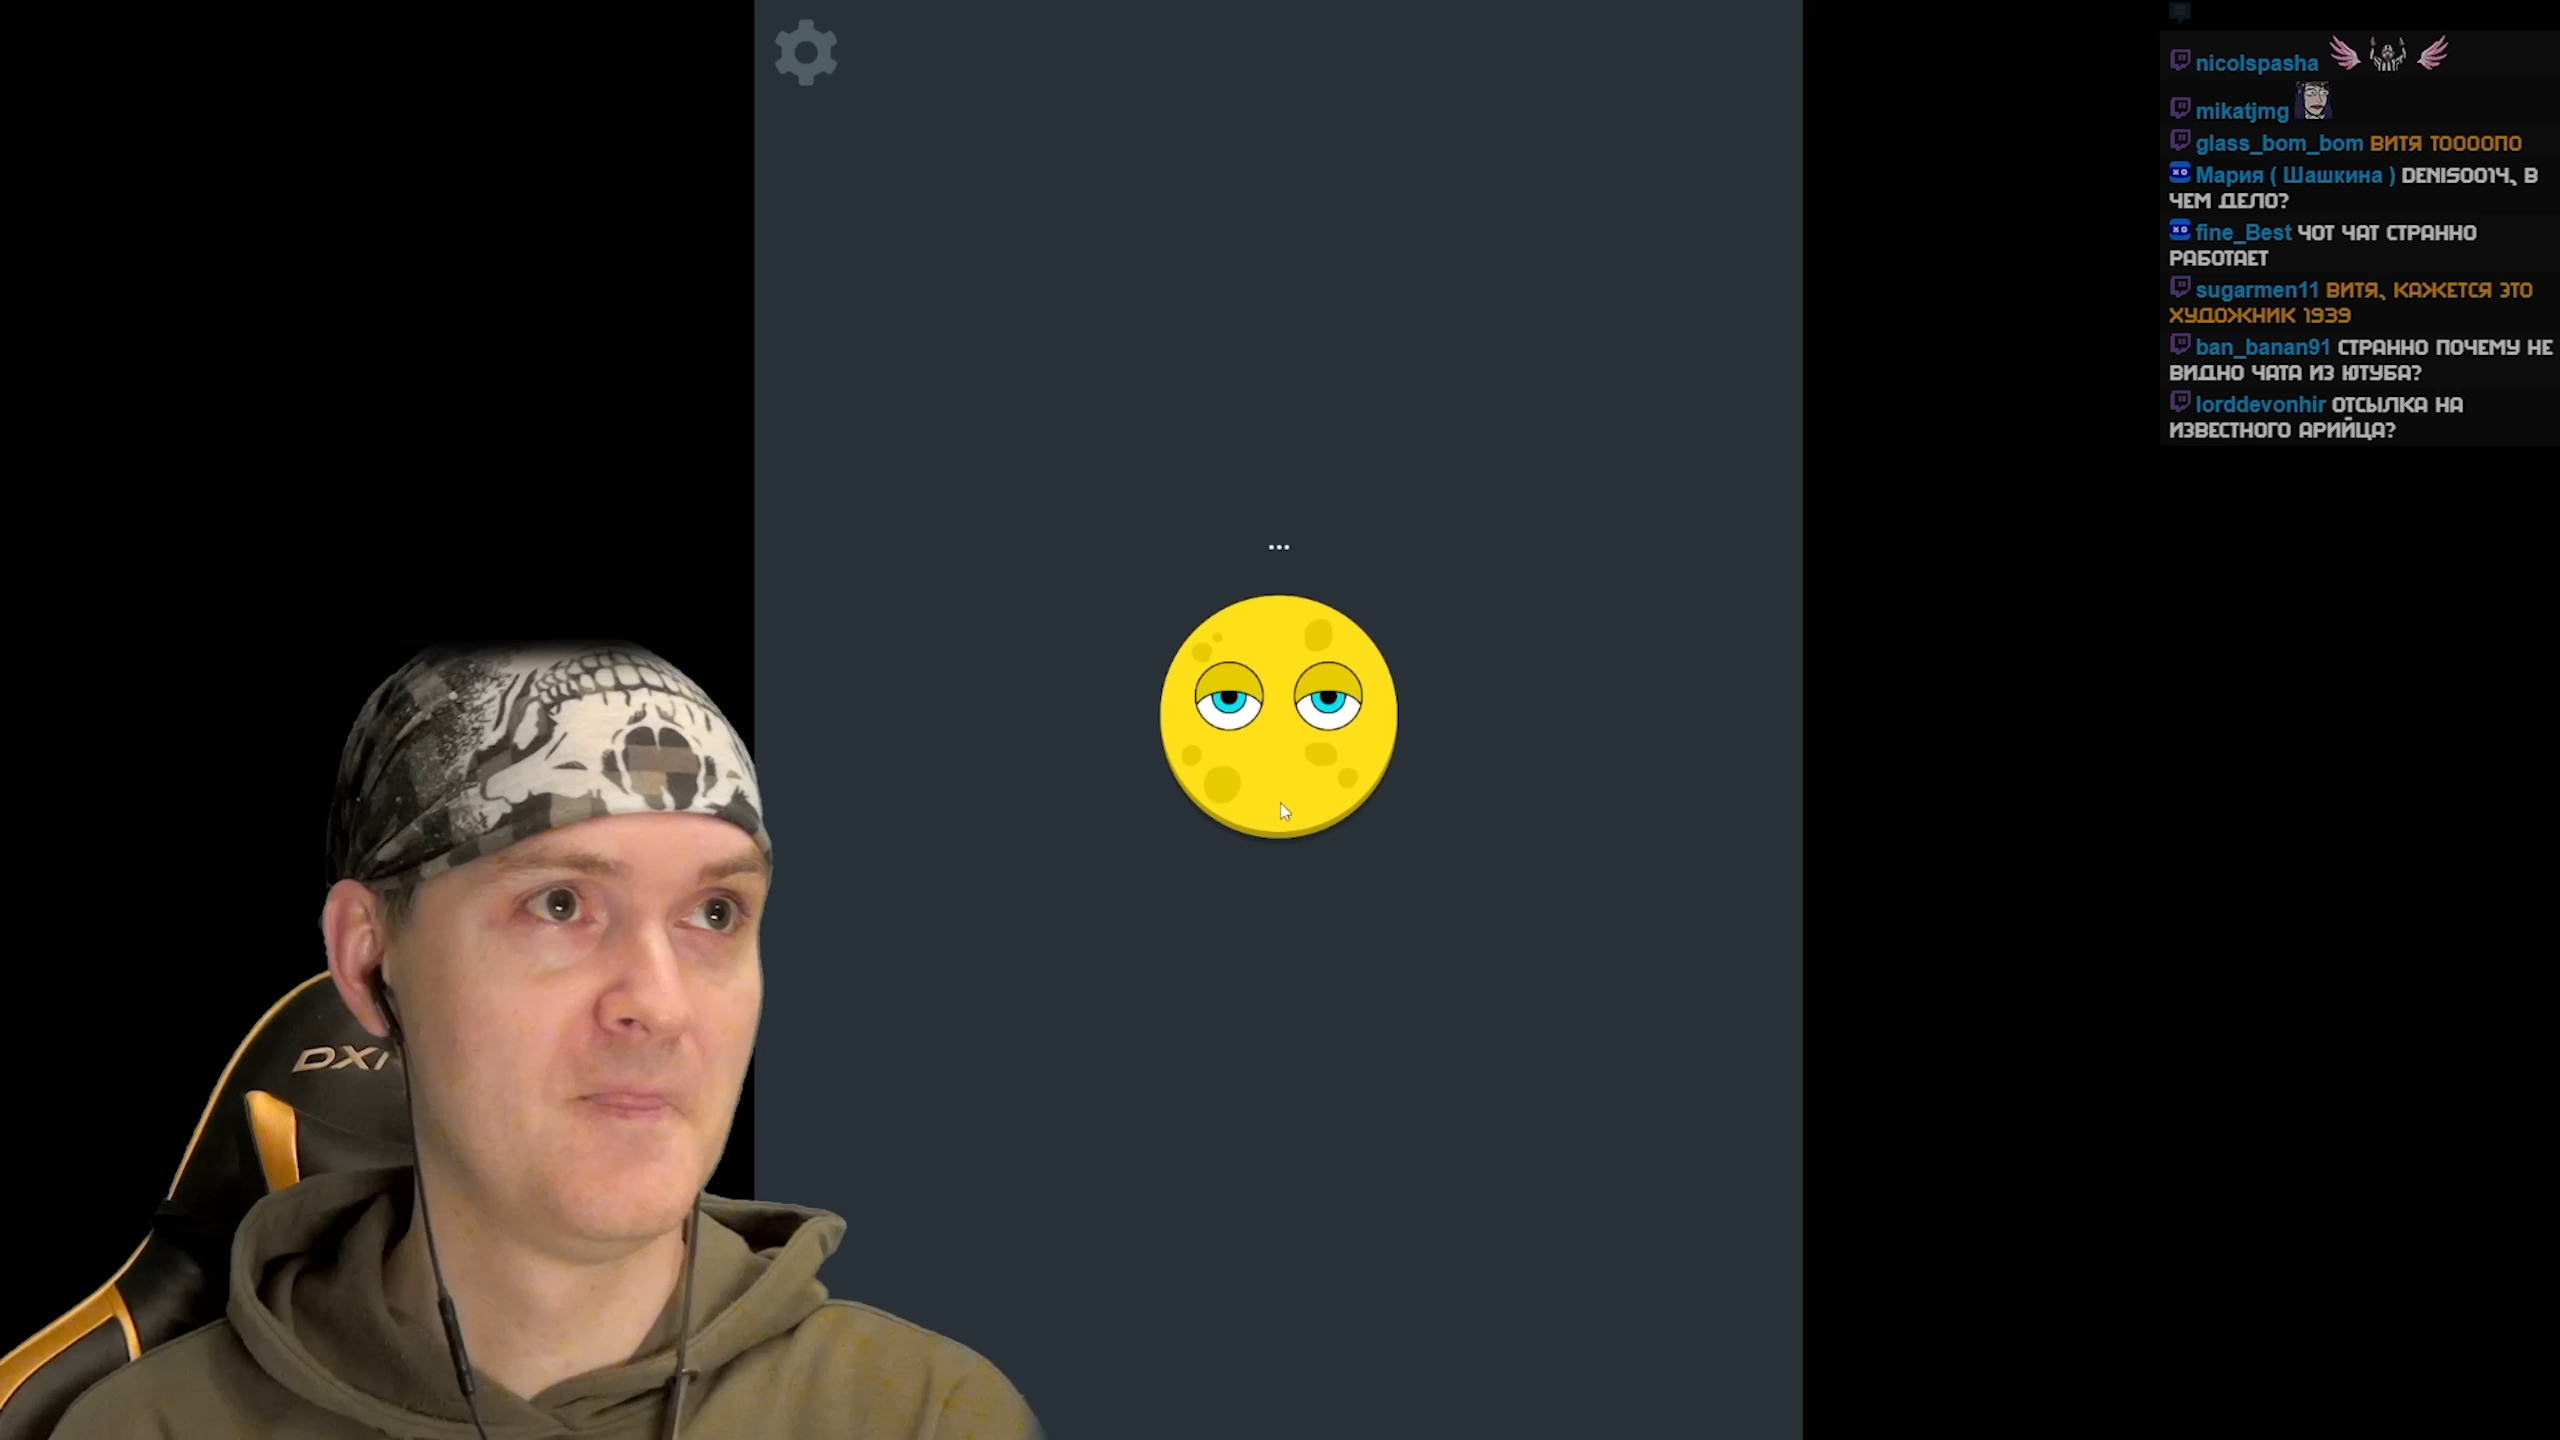 ...
nicolspasha
mikatjmg
glass_bom_bom ВИТЯ ТООООПО
Мария ( Шашкина ) DENIS0014, В
ЧЕМ ДЕЛО?
fine_Best ЧОТ ЧАТ СТРАННО
РАБОТАЕТ
sugarmen11 ВИТЯ, КАЖЕТСЯ ЭТО
ХУДОЖНИК 1939
ban_banan91 СТРАННО ПОЧЕМУ НЕ
ВИДНО ЧАТА ИЗ ЮТУБА?
lorddevonhir ОТСЫЛКА НА
ИЗВЕСТНОГО АРИЙЦА?
DXR